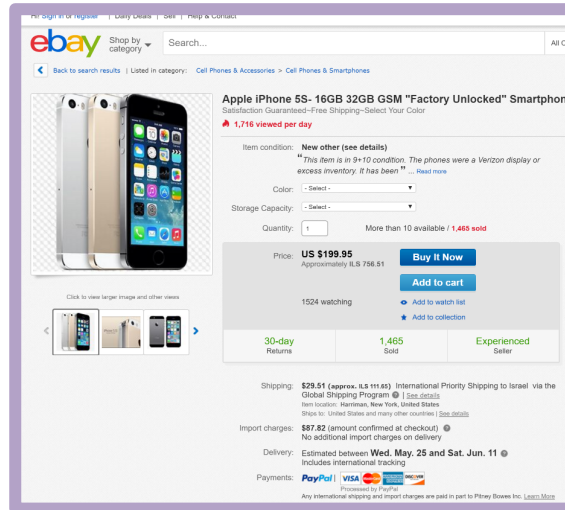 Hi! Sign in or register | Daily Deals | Sell | Help & Contact
ebay
Shop by
category
Search...
All C
Back to search results | Listed in category: Cell Phones & Accessories > Cell Phones & Smartphones
Apple iPhone 5S- 16GB 32GB GSM "Factory Unlocked" Smartphon
Satisfaction Guaranteed~Free Shipping~Select Your Color
1,716 viewed per day
Item condition: New other (see details)
“This item is in 9+10 condition. The phones were a Verizon display or
excess inventory. It has been ” ... Read more
Color: - Select -
Storage Capacity: - Select -
Quantity: 1 More than 10 available / 1,465 sold
Price: US $199.95 Buy It Now
Approximately ILS 756.51
Add to cart
1524 watching Add to watch list
Add to collection
Click to view larger image and other views
30-day 1,465 Experienced
Returns Sold Seller
Shipping: $29.51 (approx. ILS 111.65) International Priority Shipping to Israel via the
Global Shipping Program | See details
Item location: Harriman, New York, United States
Ships to: United States and many other countries | See details
Import charges: $87.82 (amount confirmed at checkout)
No additional import charges on delivery
Delivery: Estimated between Wed. May. 25 and Sat. Jun. 11
Includes international tracking
Payments: PayPal VISA MasterCard DISCOVER
Processed by PayPal
Any international shipping and import charges are paid in part to Pitney Bowes Inc. Learn More